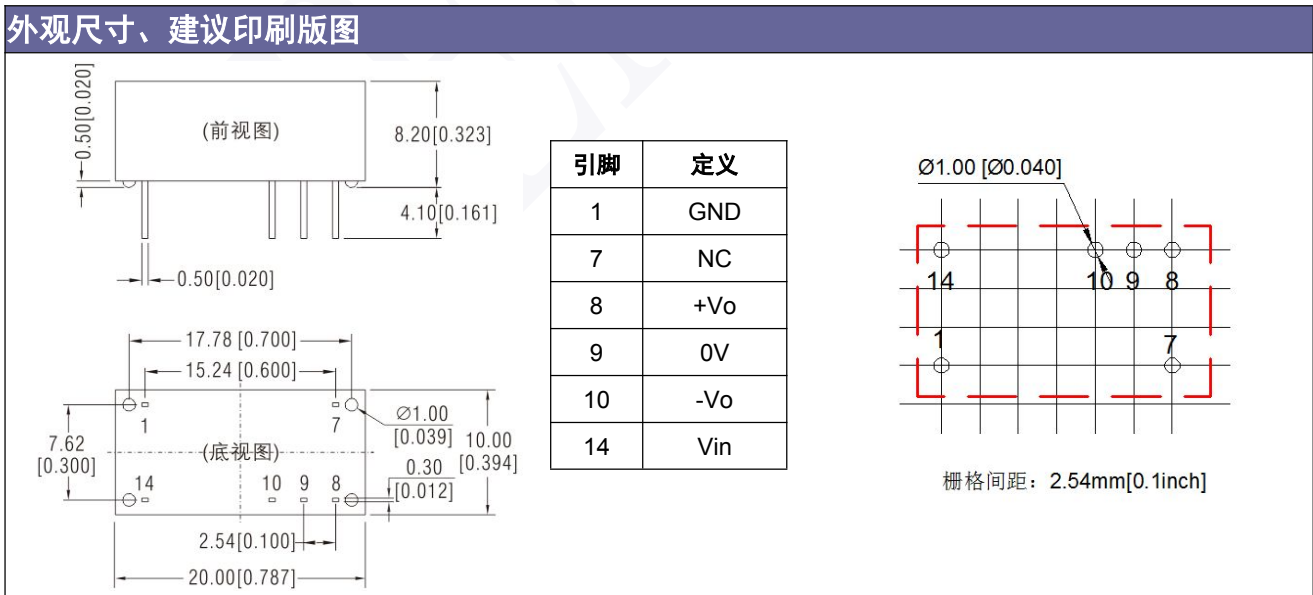 外观尺寸、建议印刷版图
0.50[0.020]
(前视图)
8.20[0.323]
4.10[0.161]
0.50[0.020]
17.78 [0.700]
15.24 [0.600]
1
7
Ø1.00
[0.039]
7.62
[0.300]
(底视图)
10.00
[0.394]
0.30
[0.012]
14
10
9
8
2.54[0.100]
20.00[0.787]
引脚 定义
1 GND
7 NC
8 +Vo
9 0V
10 -Vo
14 Vin
Ø1.00 [Ø0.040]
14
10
9
8
1
7
栅格间距：2.54mm[0.1inch]